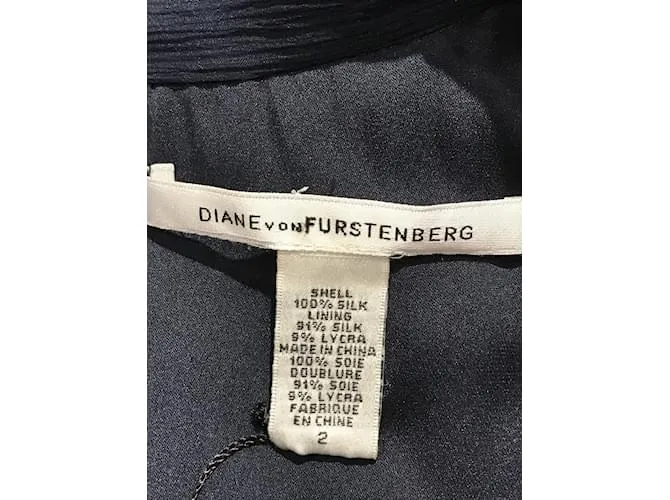 DIANE VON FURSTENBERG
SHELL
100% SILK
LINING
91% SILK
9% LYCRA
MADE IN CHINA
100% SOIE
DOUBLURE
91% SOIE
9% LYCRA
FABRIQUE
EN CHINE
2